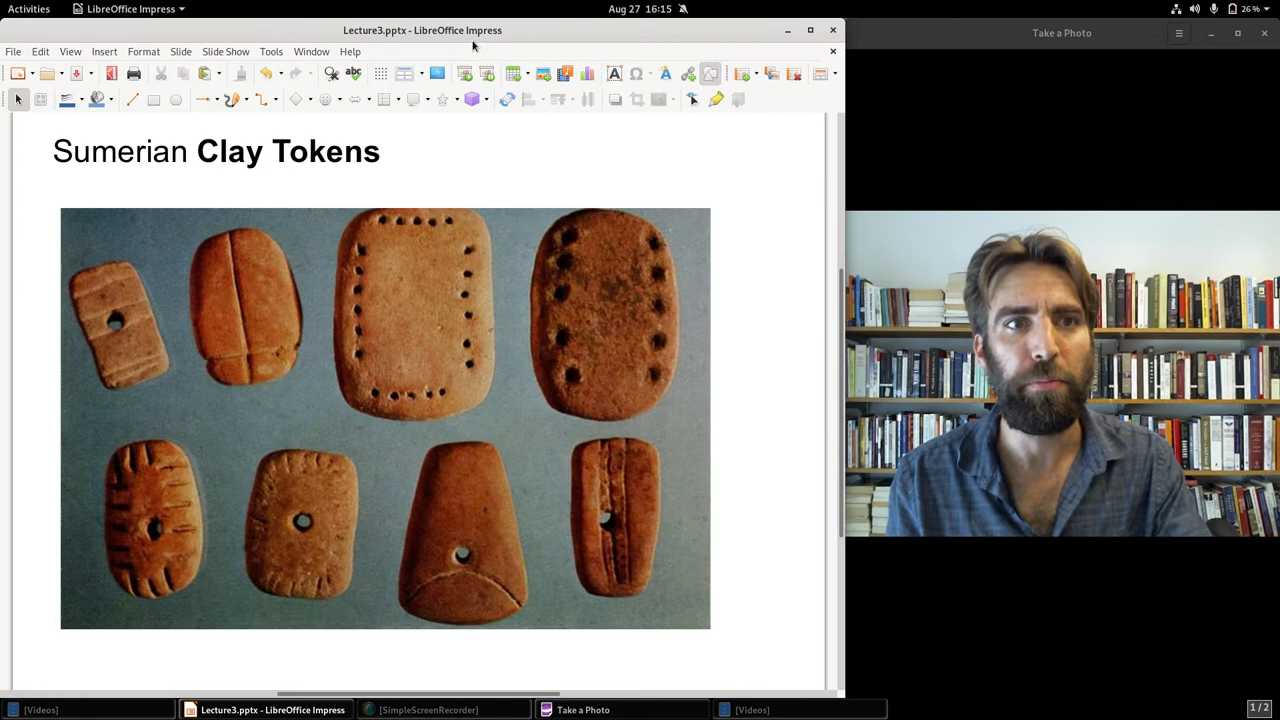 Activities
LibreOffice Impress
Aug 27 16:15
26%
Lecture3.pptx - LibreOffice Impress
Take a Photo
File Edit View Insert Format Slide Slide Show Tools Window Help
Sumerian Clay Tokens
[Videos]
Lecture3.pptx - LibreOffice Impress
[SimpleScreenRecorder]
Take a Photo
[Videos]
1/2